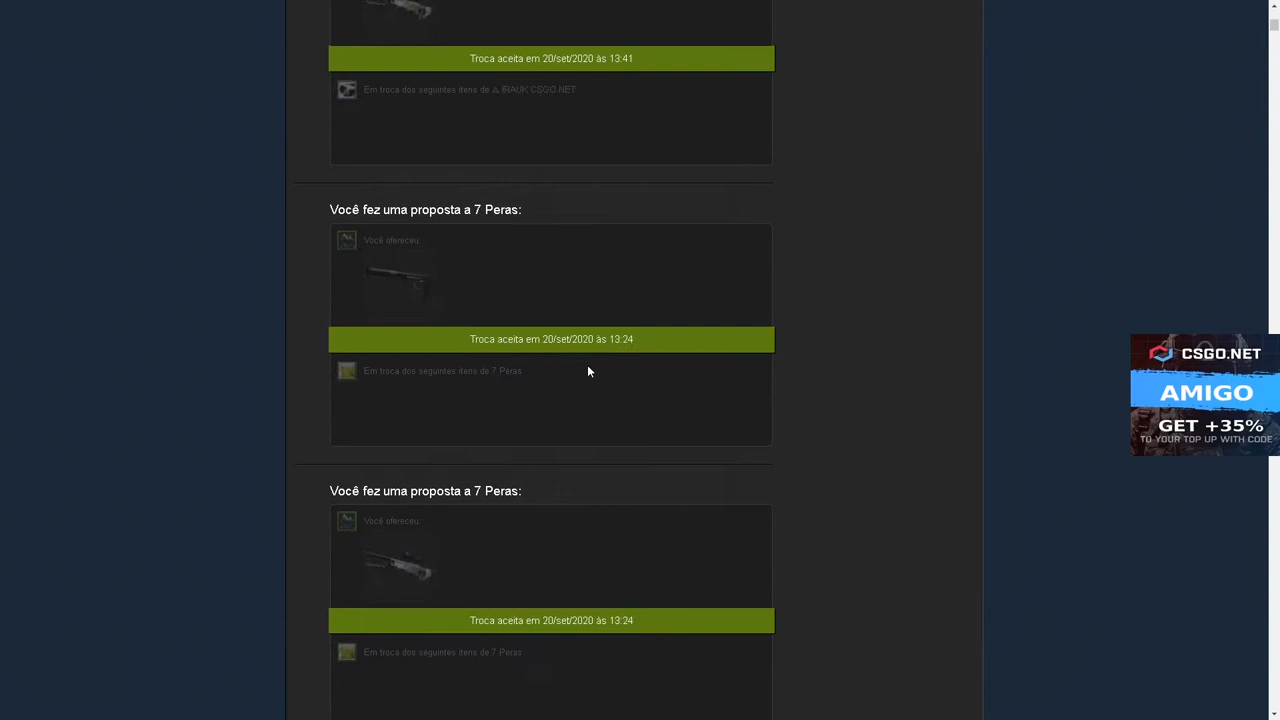 Troca aceita em 20/set/2020 às 13:41
Em troca dos seguintes itens de
CSGO.NET
Você fez uma proposta a 7 Peras:
Você ofereceu:
Troca aceita em 20/set/2020 às 13:24
Em troca dos seguintes itens de 7 Peras
CSGO.NET
AMIGO
GET +35%
TO YOUR TOP UP WITH CODE
Você fez uma proposta a 7 Peras:
Você ofereceu:
Troca aceita em 20/set/2020 às 13:24
Em troca dos seguintes itens de 7 Peras